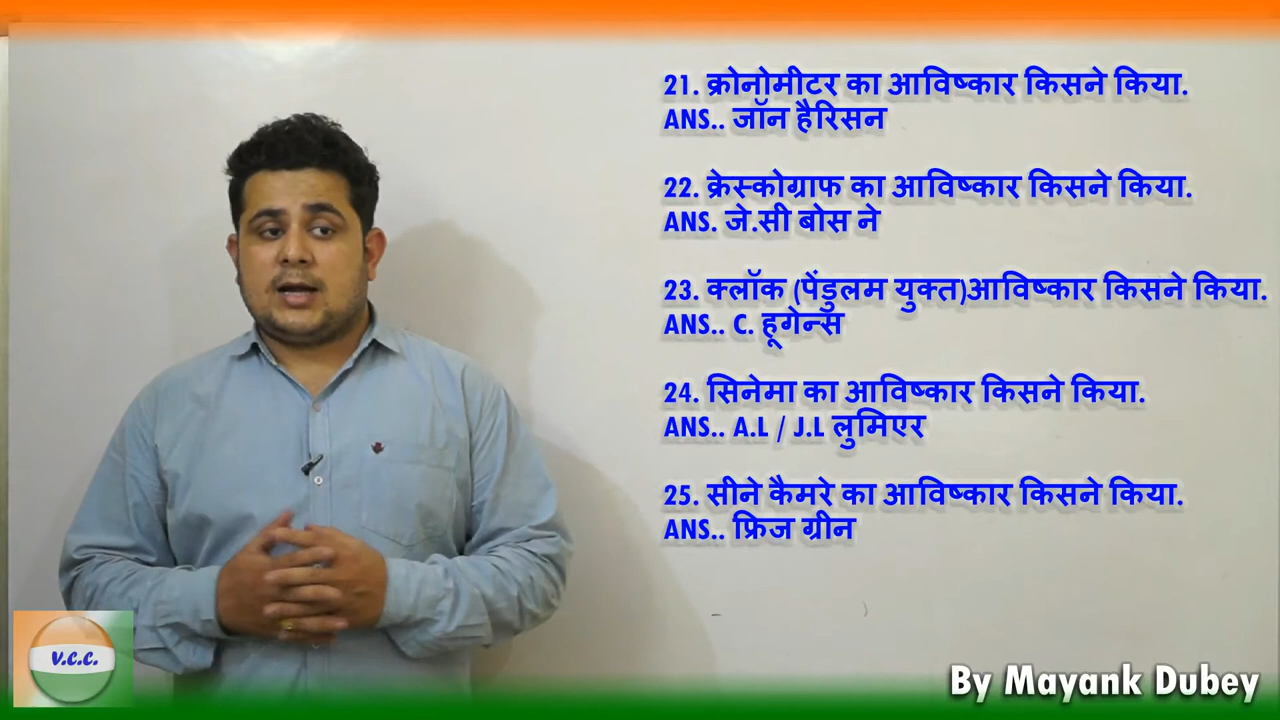 21. क्रोनोमीटर का आविष्कार किसने किया.
ANS.. जॉन हैरिसन
22. क्रेस्कोग्राफ का आविष्कार किसने किया.
ANS. जे.सी बोस ने
23. क्लॉक (पेंडुलम युक्त)आविष्कार किसने किया.
ANS.. C. हूगेन्स
24. सिनेमा का आविष्कार किसने किया.
ANS.. A.L / J.L लुमिएर
25. सीने कैमरे का आविष्कार किसने किया.
ANS.. फ्रिज ग्रीन
V.C.C.
By Mayank Dubey